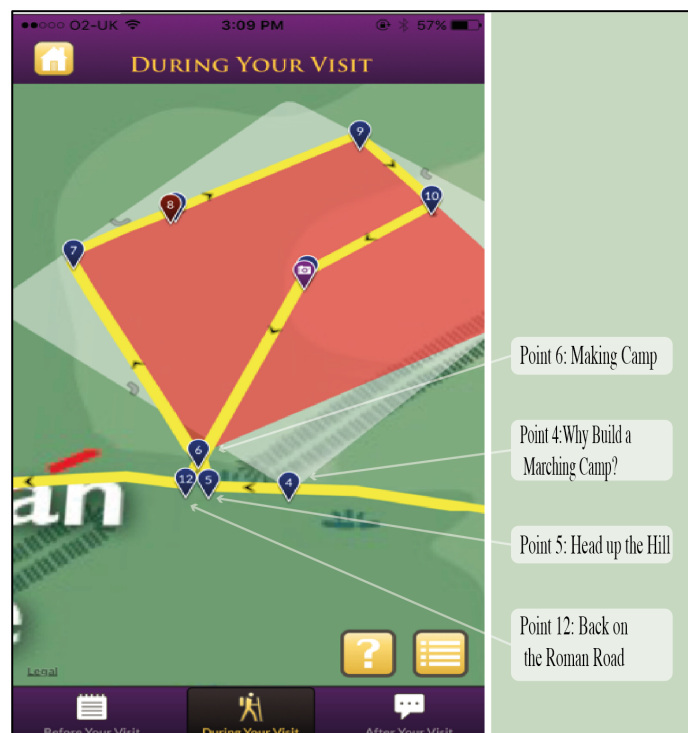 O2-UK 3:09 PM 57%
DURING YOUR VISIT
9
10
8
7
6
12 5 4
an
e
Point 6: Making Camp
Point 4:Why Build a
Marching Camp?
Point 5: Head up the Hill
Point 12: Back on
the Roman Road
?
Legal
Before Your Visit During Your Visit After Your Visit